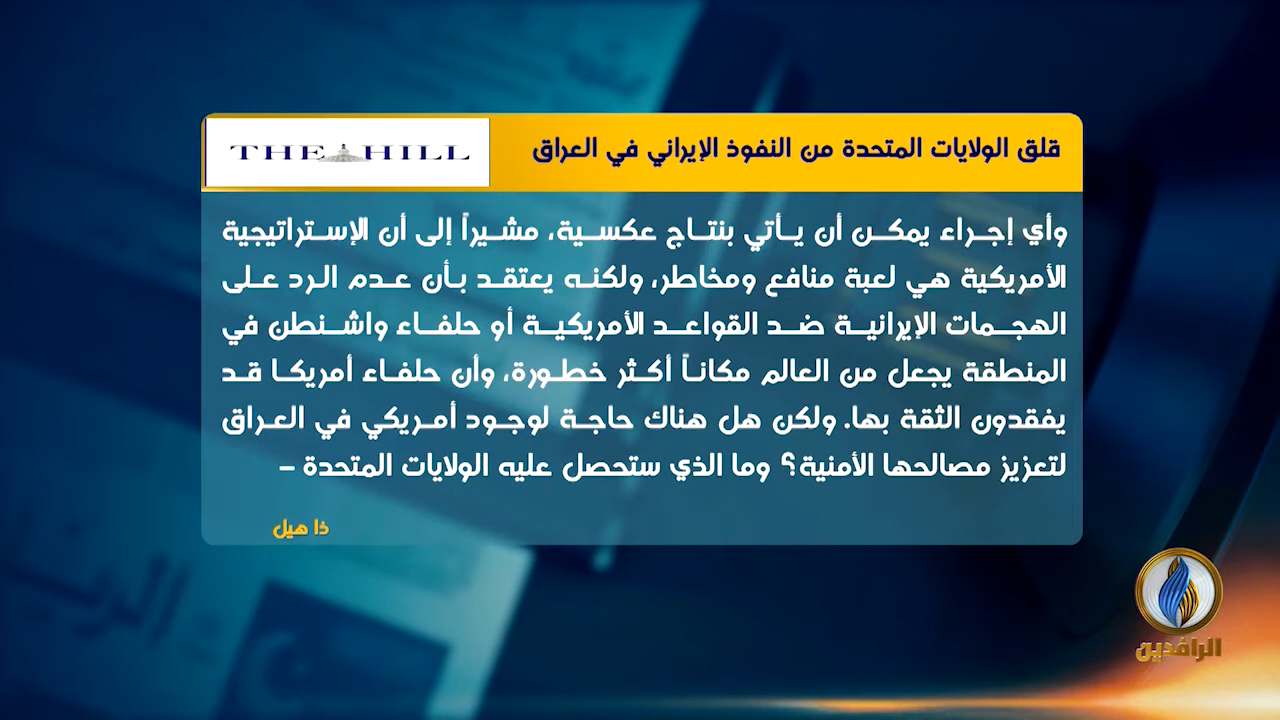 قلق الولايات المتحدة من النفوذ الإيراني في العراق
THE HILL
وأي إجراء يمكن أن يأتي بنتاج عكسية، مشيراً إلى أن الإستراتيجية
الأمريكية هي لعبة منافع ومخاطر، ولكنه يعتقد بأن عدم الرد على
الهجمات الإيرانية ضد القواعد الأمريكية أو حلفاء واشنطن في
المنطقة يجعل من العالم مكاناً أكثر خطورة، وأن حلفاء أمريكا قد
يفقدون الثقة بها. ولكن هل هناك حاجة لوجود أمريكي في العراق
لتعزيز مصالحها الأمنية؟ وما الذي ستحصل عليه الولايات المتحدة –
ذا هيل
الرافدين